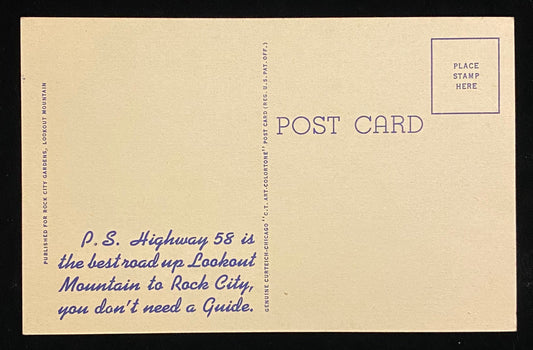 PUBLISHED FOR ROCK CITY GARDENS, LOOKOUT MOUNTAIN
P.S. Highway 58 is
the best road up Lookout
Mountain to Rock City,
you don't need a Guide.
GENUINE CURTEICH-CHICAGO "C.T. ART-COLORTONE" POST CARD (REG. U.S. PAT. OFF.)
POST CARD
PLACE
STAMP
HERE